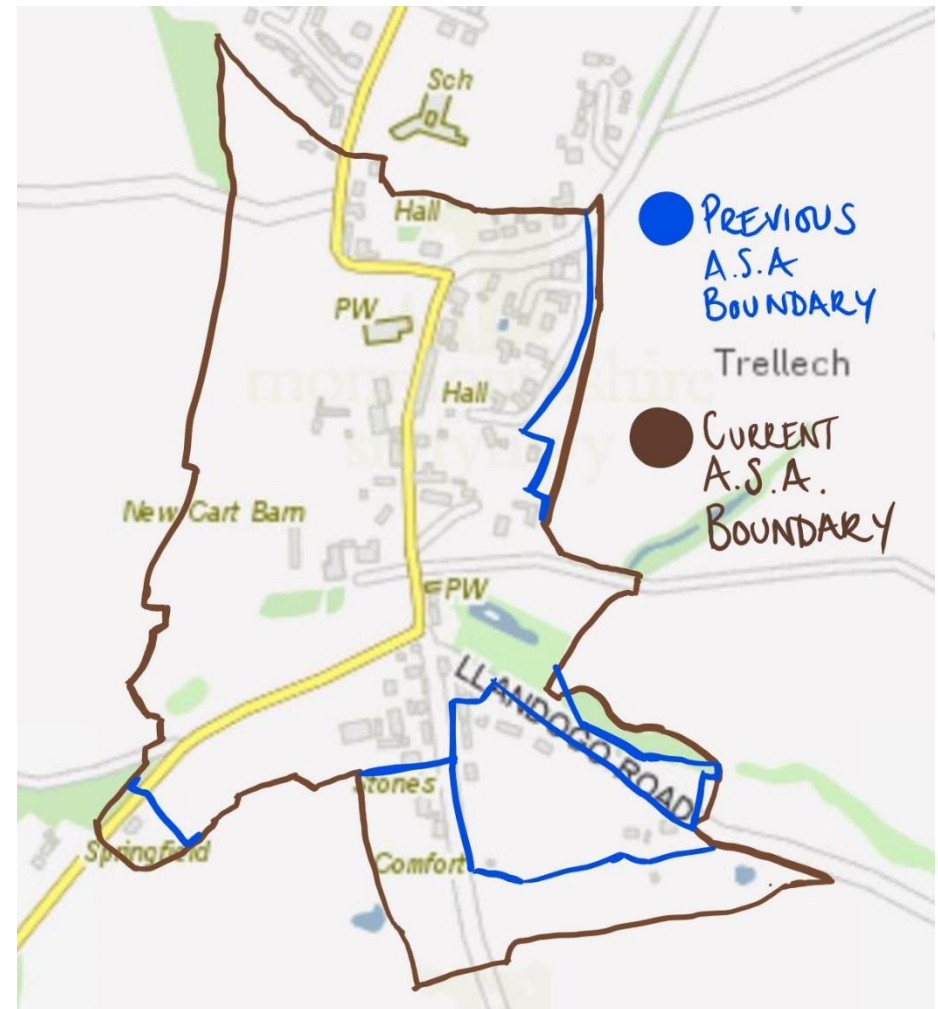 Sch
Hall
PREVIOUS
A.S.A
BOUNDARY
PW
Trellech
Hall
CURRENT
A.S.A.
BOUNDARY
New Cart Barn
PW
LLANDOGO ROAD
Stones
Springfield
Comfort